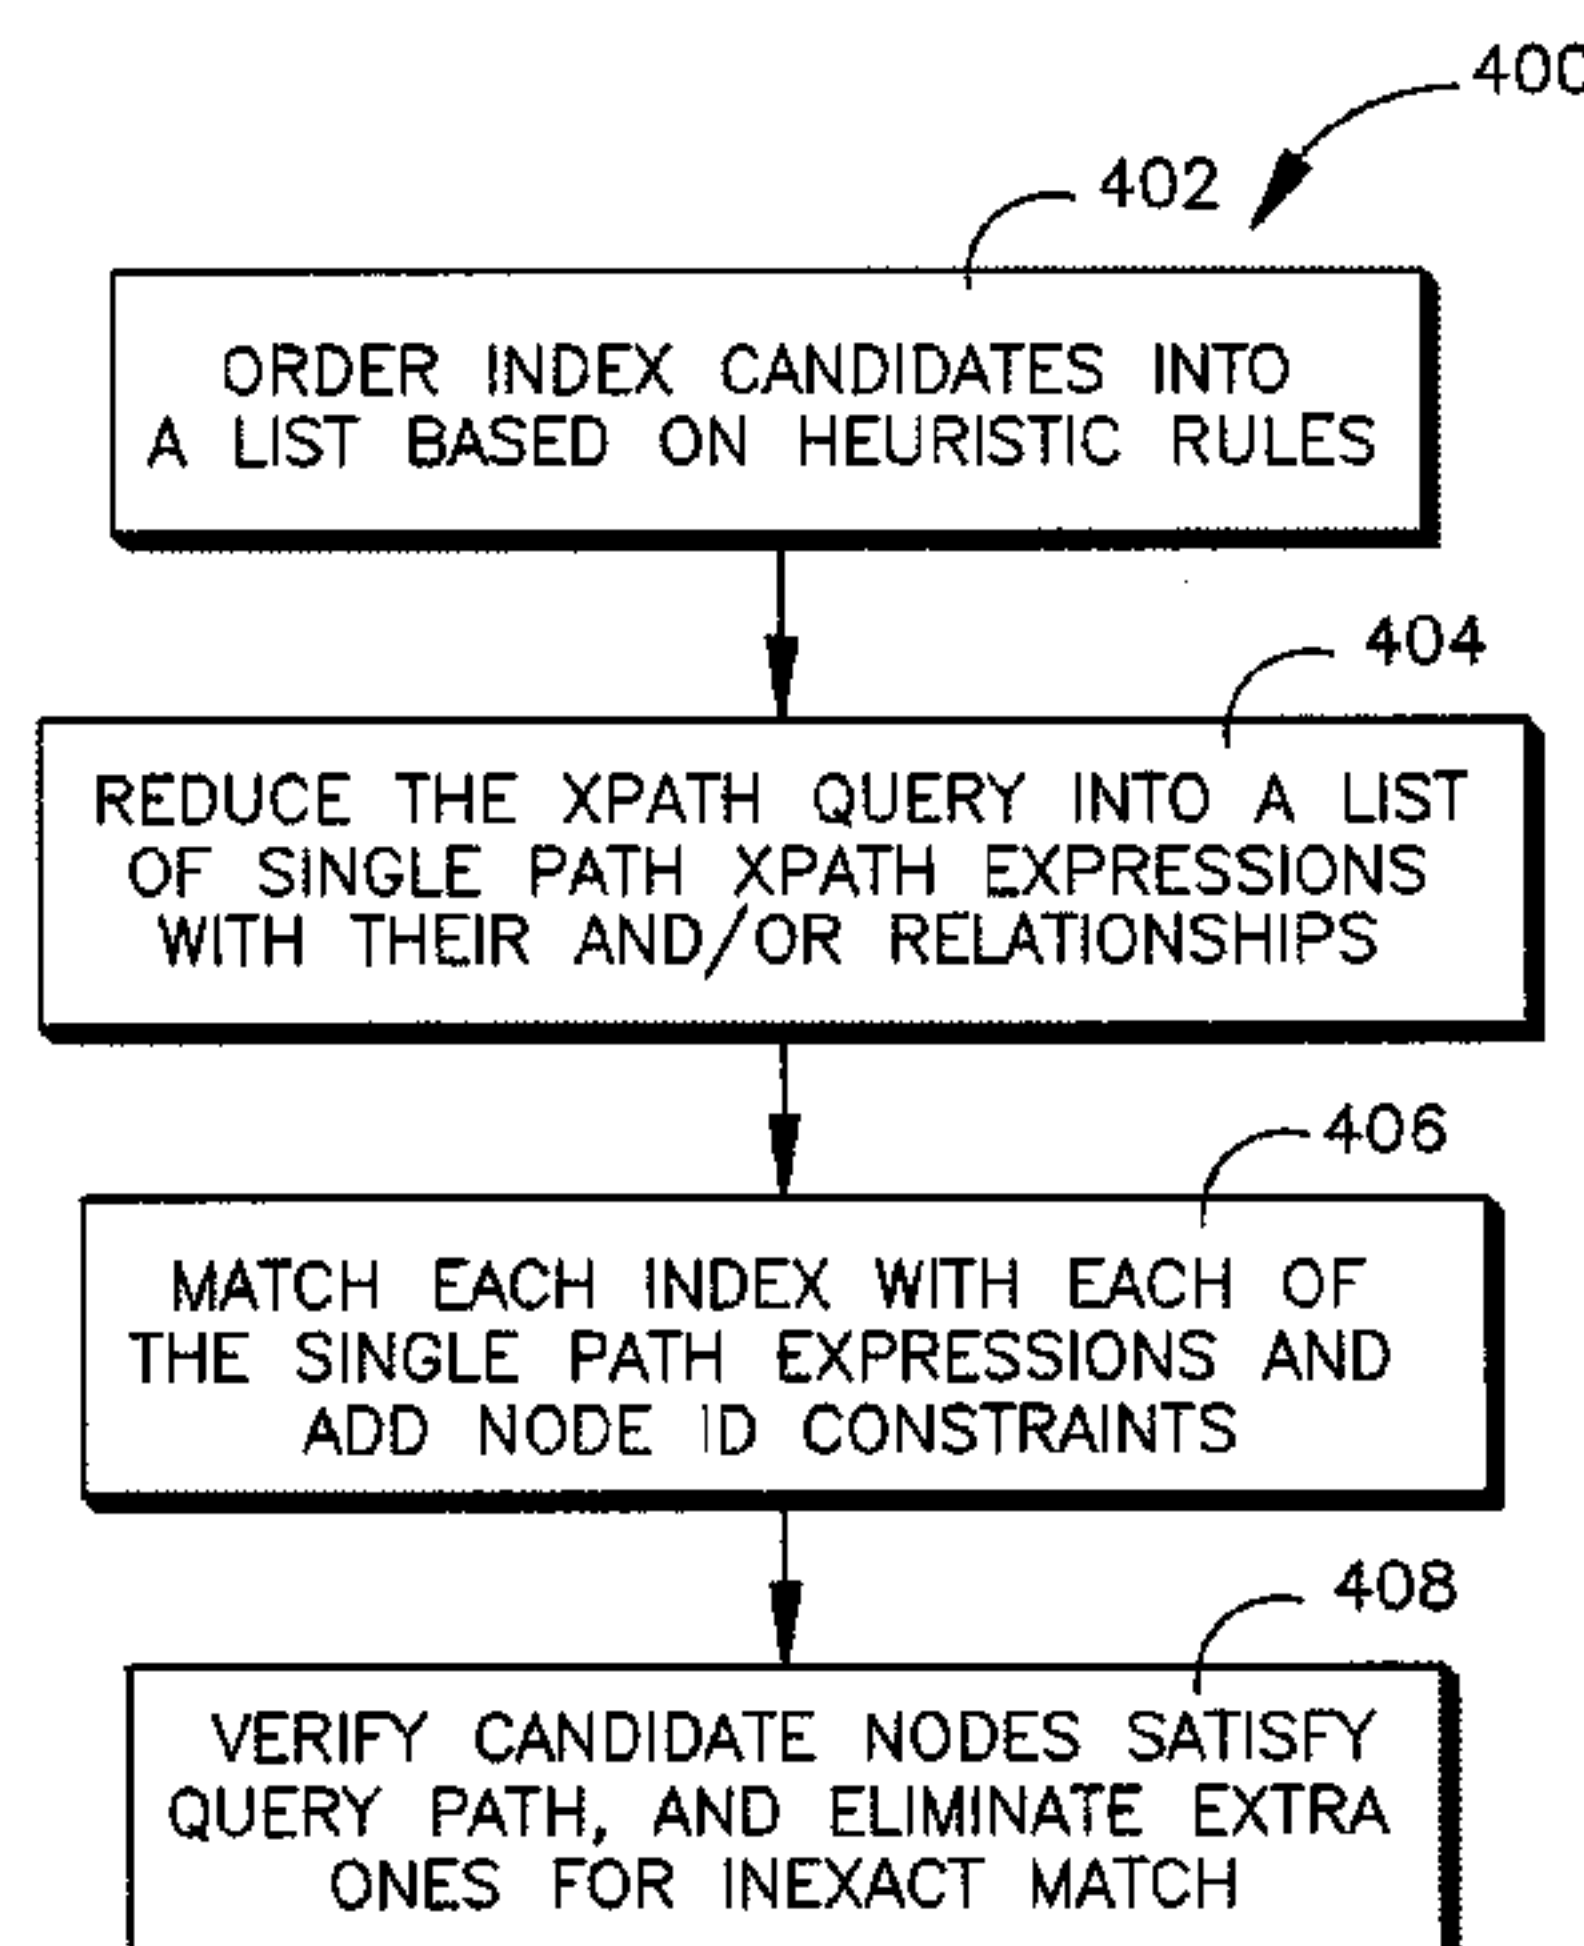 400
402
ORDER INDEX CANDIDATES INTO
A LIST BASED ON HEURISTIC RULES
404
REDUCE THE XPATH QUERY INTO A LIST
OF SINGLE PATH XPATH EXPRESSIONS
WITH THEIR AND/OR RELATIONSHIPS
406
MATCH EACH INDEX WITH EACH OF
THE SINGLE PATH EXPRESSIONS AND
ADD NODE ID CONSTRAINTS
408
VERIFY CANDIDATE NODES SATISFY
QUERY PATH, AND ELIMINATE EXTRA
ONES FOR INEXACT MATCH